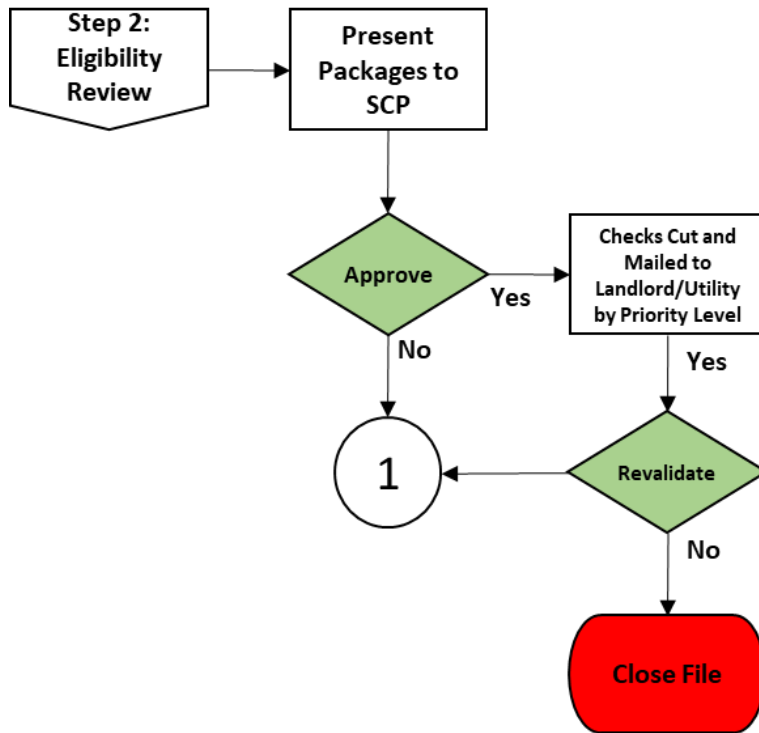 Step 2:
Eligibility
Review
Present
Packages to
SCP
Approve
Yes
Checks Cut and
Mailed to
Landlord/Utility
by Priority Level
No
Yes
1
Revalidate
No
Close File